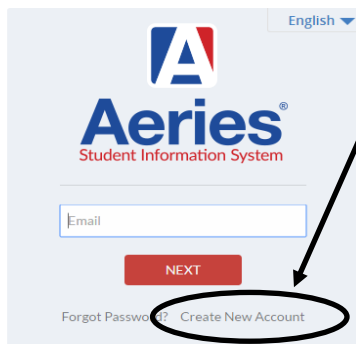 English
Aeries®
Student Information System
Email
NEXT
Forgot Password? Create New Account